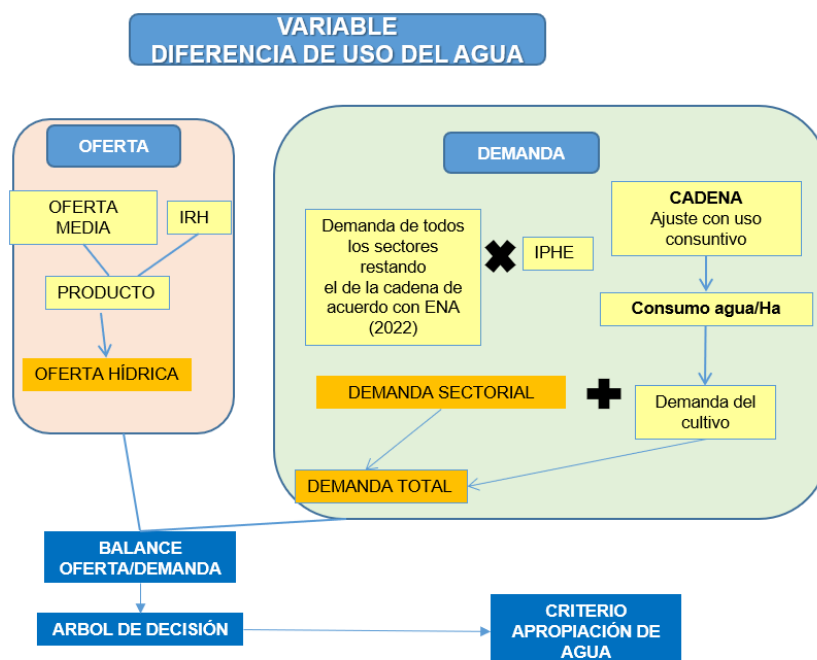 VARIABLE
DIFERENCIA DE USO DEL AGUA
OFERTA
OFERTA
MEDIA
IRH
PRODUCTO
OFERTA HÍDRICA
DEMANDA
Demanda de todos
los sectores
restando
el de la cadena de
acuerdo con ENA
(2022)
IPHE
CADENA
Ajuste con uso
consuntivo
Consumo agua/Ha
DEMANDA SECTORIAL
Demanda del
cultivo
DEMANDA TOTAL
BALANCE
OFERTA/DEMANDA
ARBOL DE DECISIÓN
CRITERIO
APROPIACIÓN DE
AGUA